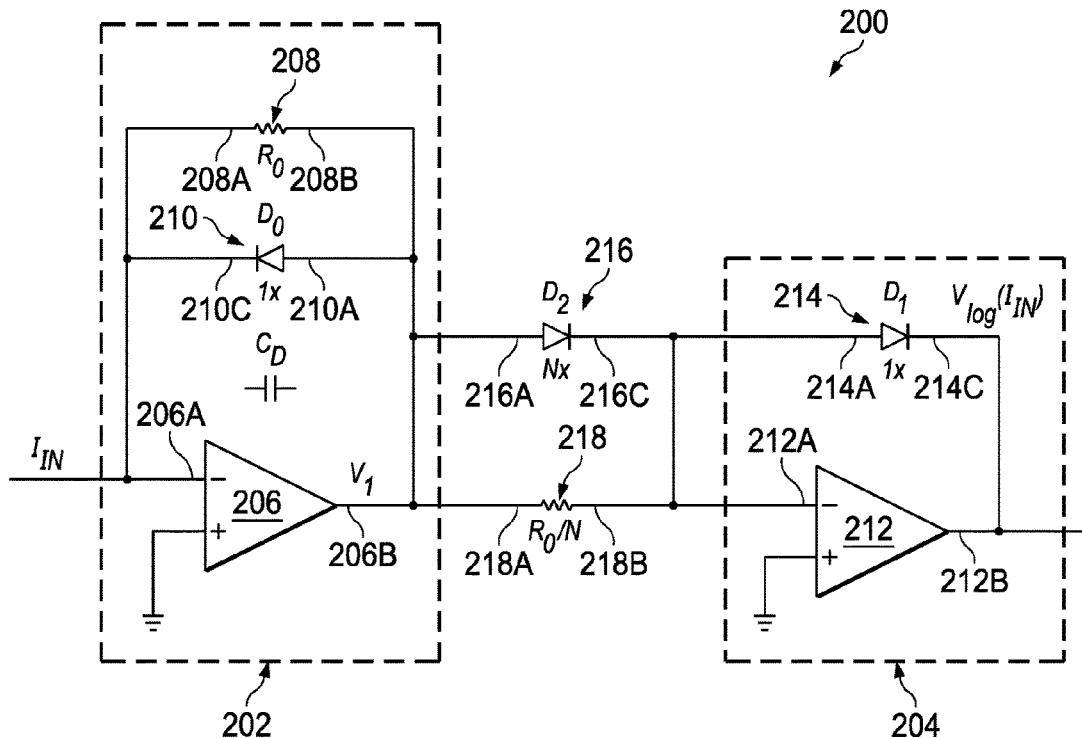 200
208
R0
208A
208B
210
D0
210C
1x
210A
CD
216
D2
216A
Nx
216C
214
D1
Vlog(IIN)
214A
1x
214C
206A
IIN
−
206
+
V1
206B
218
218A
R0/N
218B
212A
−
212
+
212B
202
204